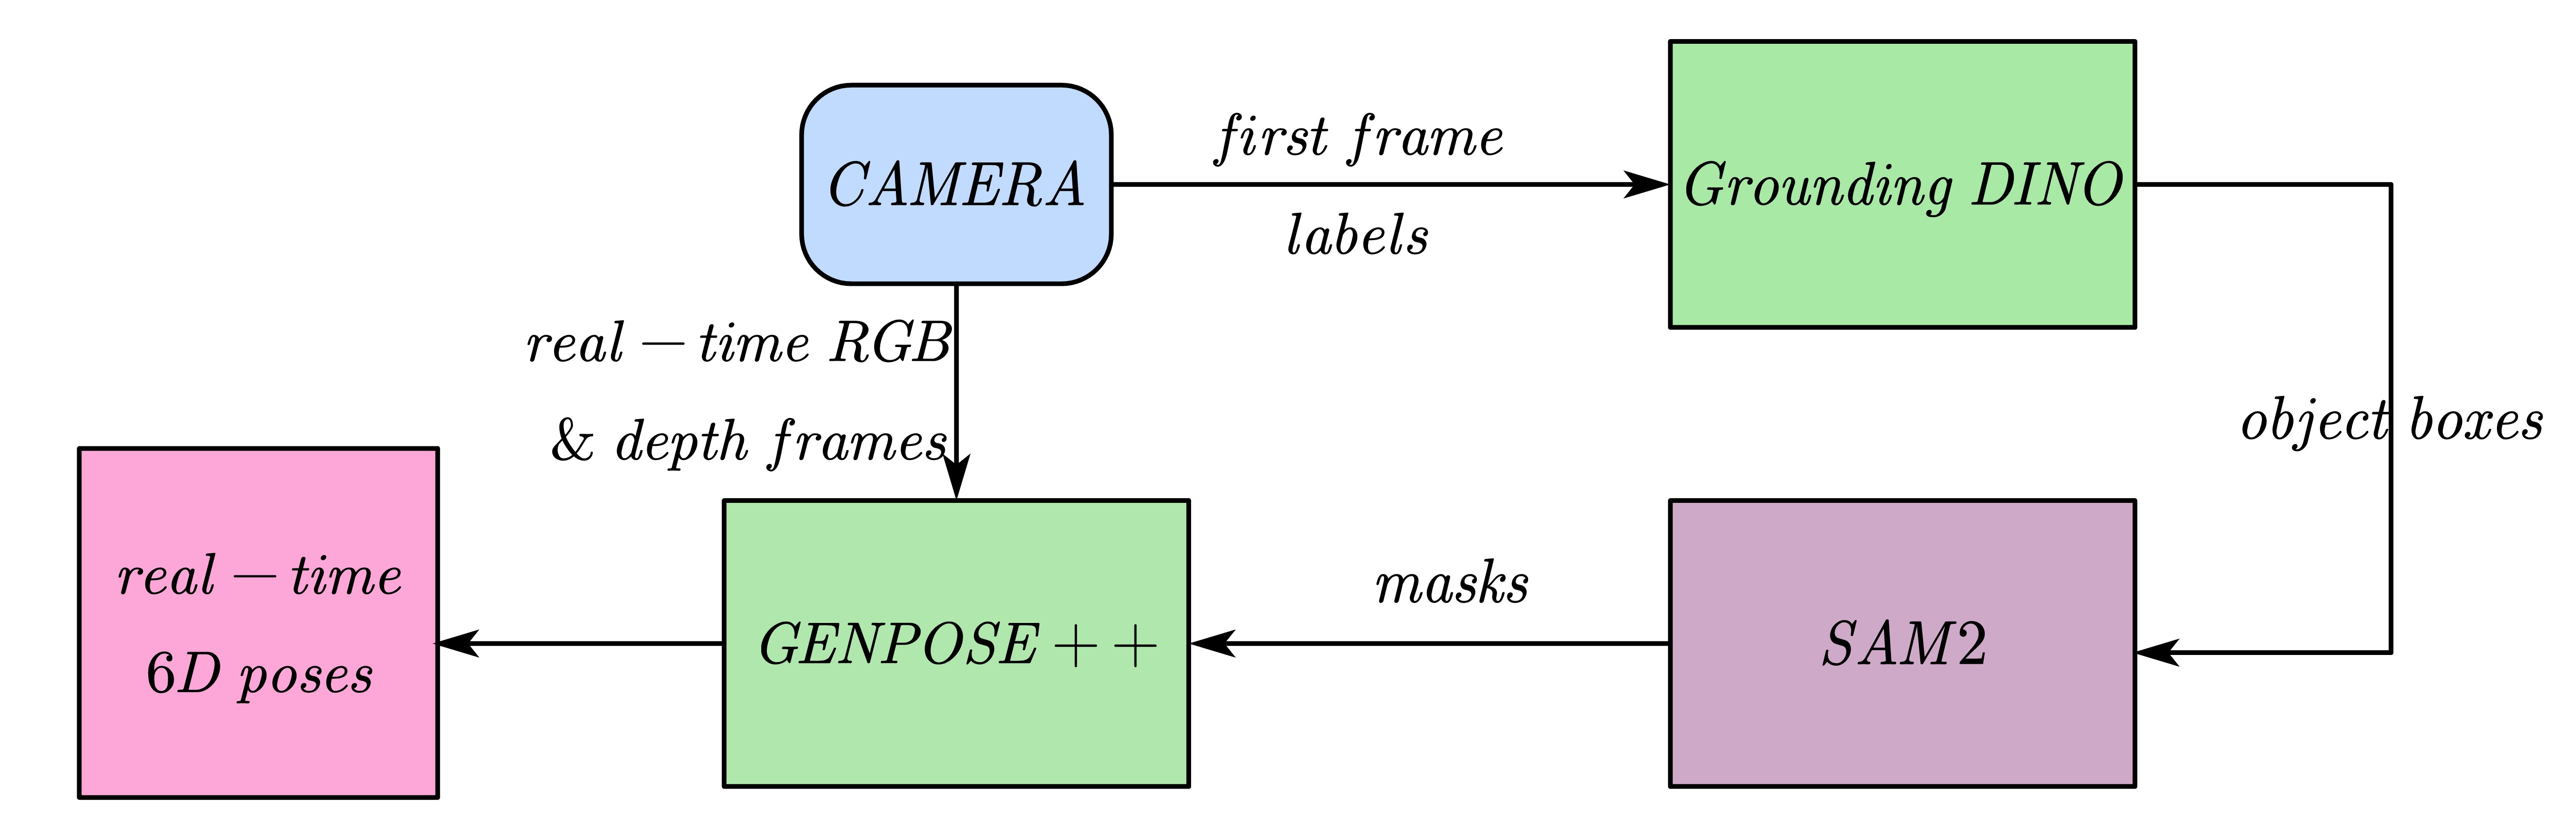 CAMERA
first frame
labels
Grounding DINO
real - time RGB
& depth frames
object boxes
real - time
6D poses
GENPOSE + +
masks
SAM2